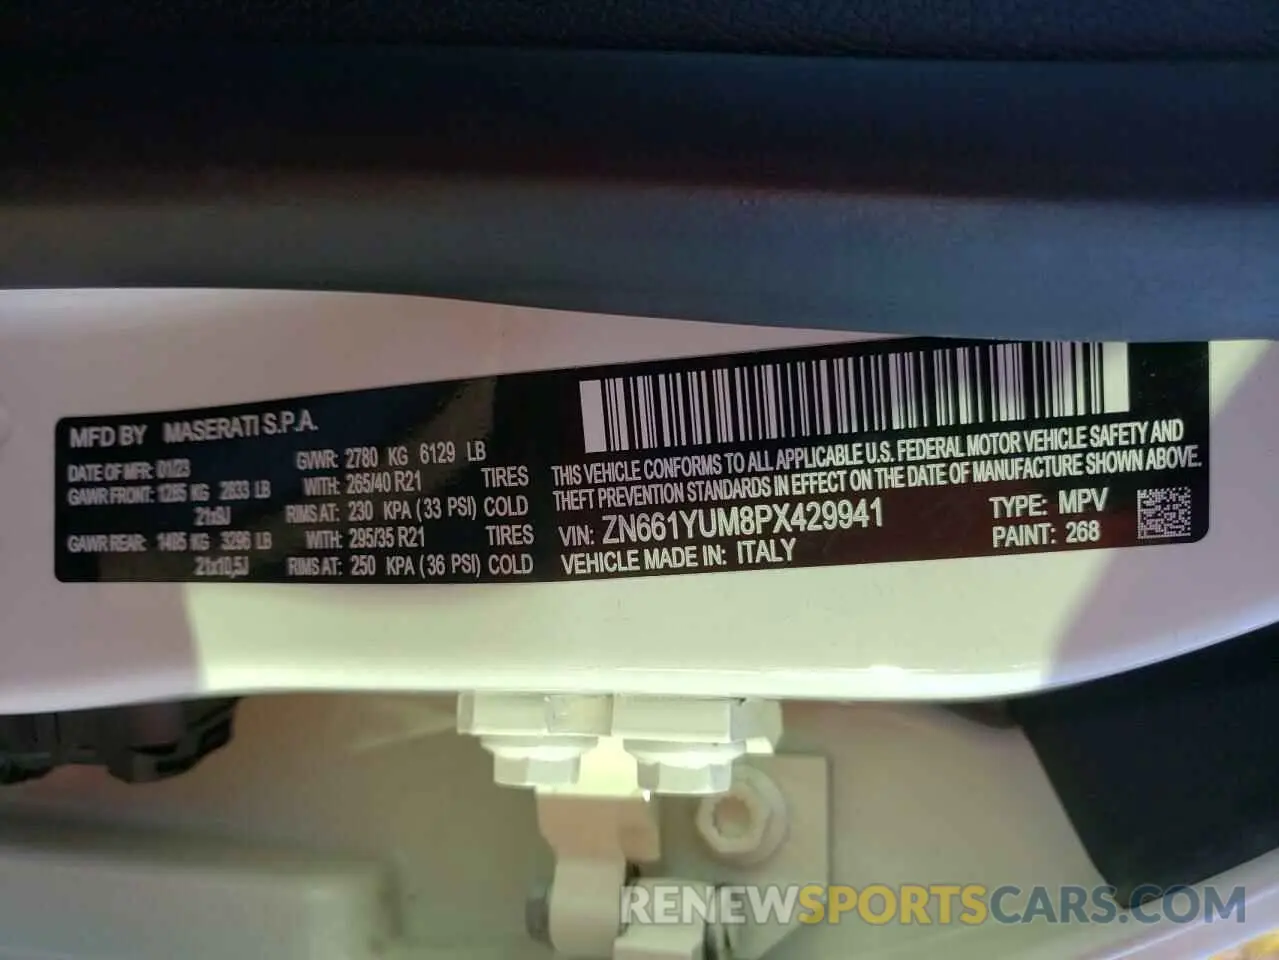 MFD BY MASERATI S.P.A.
DATE OF MFR: 01/23 GVWR: 2780 KG 6129 LB
GAWR FRONT: 1285 KG 2833 LB WITH: 265/40 R21 TIRES
21x9J RIMS AT: 230 KPA (33 PSI) COLD
GAWR REAR: 1495 KG 3296 LB WITH: 295/35 R21 TIRES
21x10,5J RIMS AT: 250 KPA (36 PSI) COLD
THIS VEHICLE CONFORMS TO ALL APPLICABLE U.S. FEDERAL MOTOR VEHICLE SAFETY AND
THEFT PREVENTION STANDARDS IN EFFECT ON THE DATE OF MANUFACTURE SHOWN ABOVE.
VIN: ZN661YUM8PX429941 TYPE: MPV
VEHICLE MADE IN: ITALY PAINT: 268
RENEWSPORTSCARS.COM